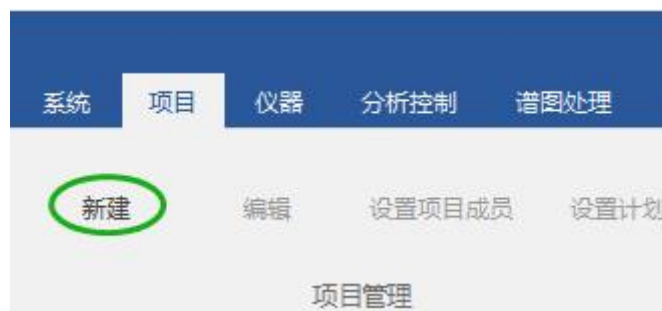 系统 项目 仪器 分析控制 谱图处理
新建 编辑 设置项目成员 设置计划
项目管理